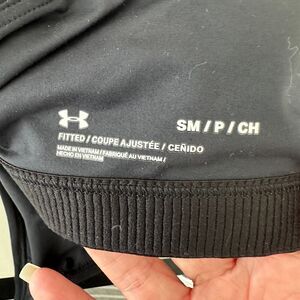 SM / P / CH
FITTED / COUPE AJUSTÉE / CEÑIDO
MADE IN VIETNAM / FABRIQUÉ AU VIETNAM /
HECHO EN VIETNAM